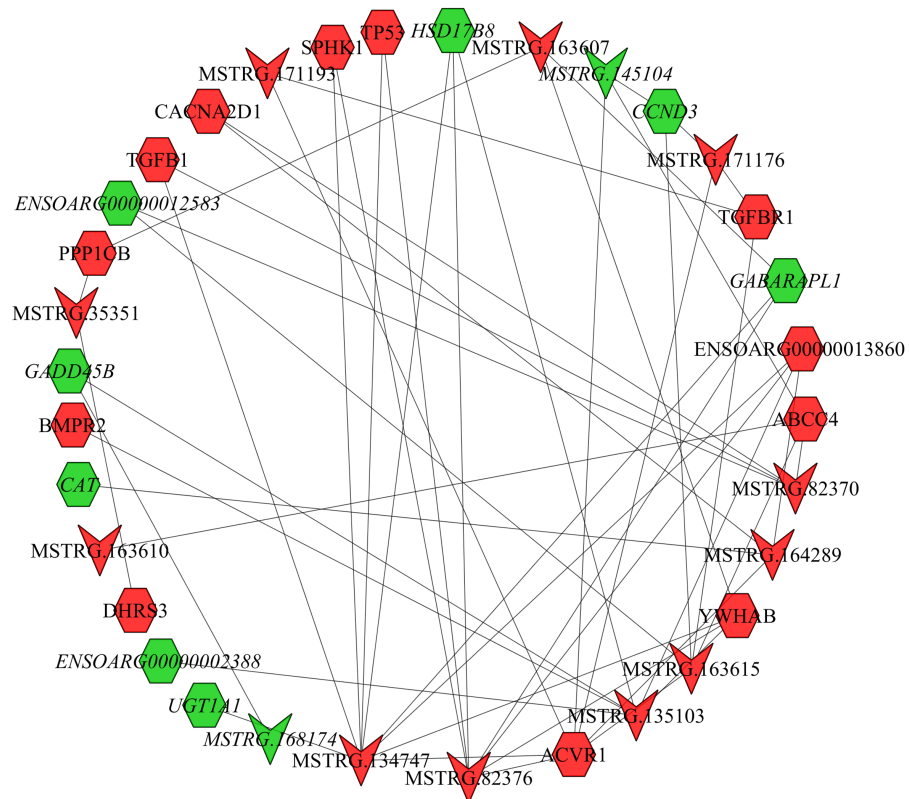 HSD17B8
TP53
SPHK1
MSTRG.163607
MSTRG.145104
MSTRG.171193
CACNA2D1
CCND3
TGFB1
MSTRG.171176
ENSOARG00000012583
TGFBR1
PPP1CB
GABARAPL1
MSTRG.35351
ENSOARG00000013860
GADD45B
BMPR2
ABCC4
CAT
MSTRG.82370
MSTRG.163610
MSTRG.164289
DHRS3
YWHAB
ENSOARG00000002388
MSTRG.163615
UGT1A1
MSTRG.135103
MSTRG.168174
MSTRG.134747
ACVR1
MSTRG.82376